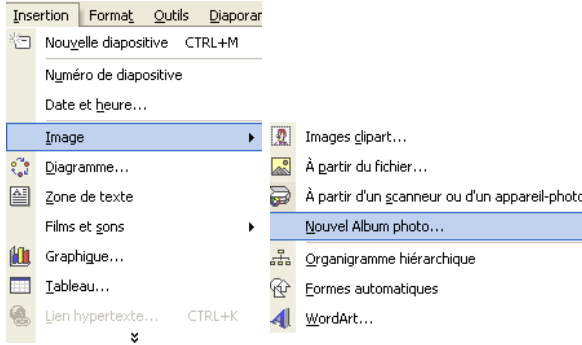 Insertion Format Outils Diaporar
Nouvelle diapositive CTRL+M
Numéro de diapositive
Date et heure...
Image
Diagramme...
Zone de texte
Films et sons
Graphique...
Tableau...
Lien hypertexte... CTRL+K
Images clipart...
À partir du fichier...
À partir d'un scanneur ou d'un appareil-photo
Nouvel Album photo...
Organigramme hiérarchique
Formes automatiques
WordArt...